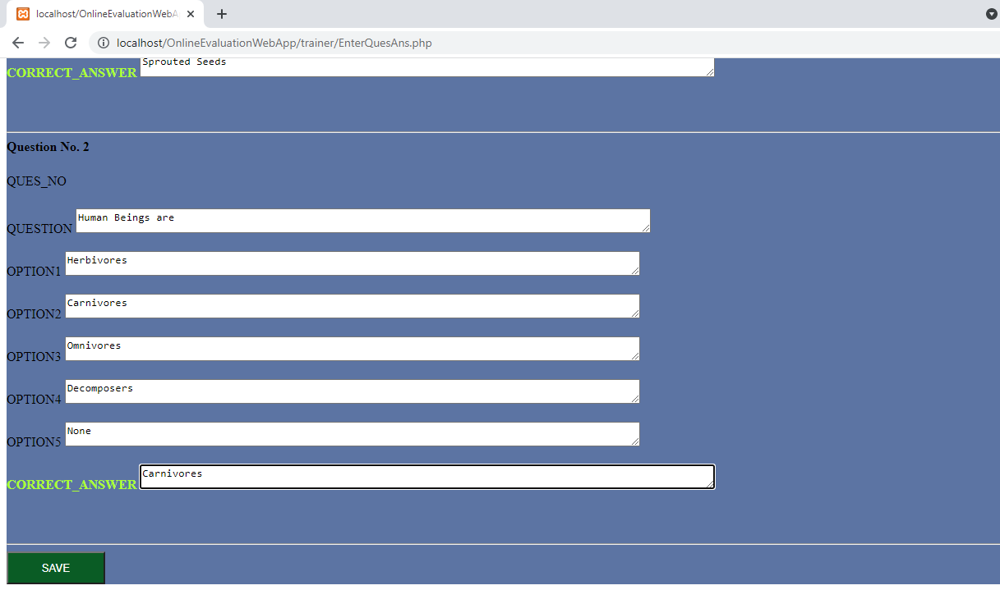 localhost/OnlineEvaluationWebA
localhost/OnlineEvaluationWebApp/trainer/EnterQuesAns.php
Sprouted Seeds
CORRECT_ANSWER
Question No. 2
QUES_NO
QUESTION Human Beings are
OPTION1 Herbivores
OPTION2 Carnivores
OPTION3 Omnivores
OPTION4 Decomposers
OPTION5 None
CORRECT_ANSWER Carnivores
SAVE